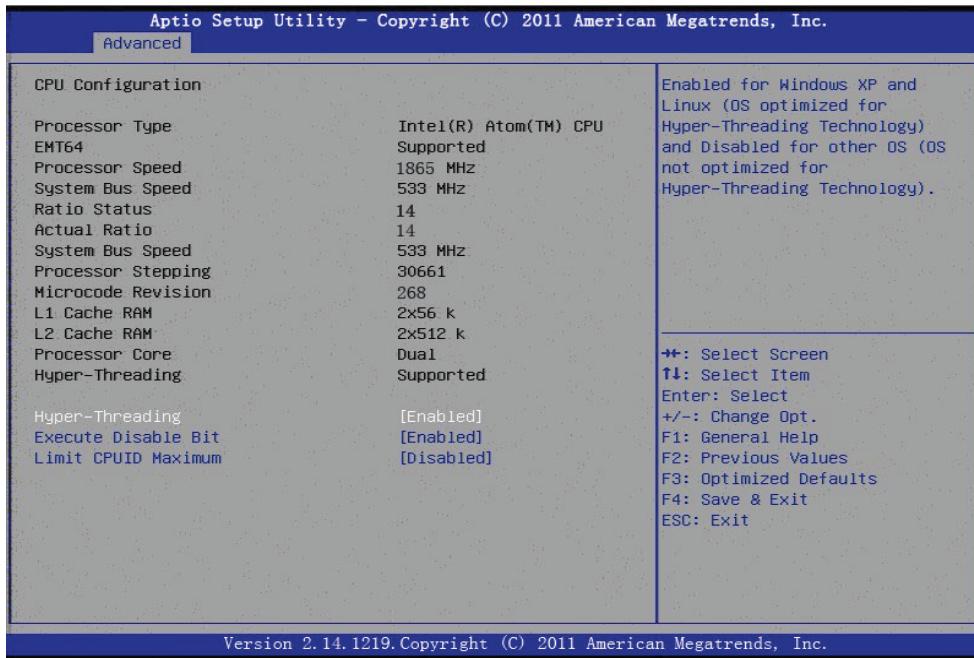 Aptio Setup Utility - Copyright (C) 2011 American Megatrends, Inc.
Advanced
CPU Configuration
Processor Type Intel(R) Atom(TM) CPU
EMT64 Supported
Processor Speed 1865 MHz
System Bus Speed 533 MHz
Ratio Status 14
Actual Ratio 14
System Bus Speed 533 MHz
Processor Stepping 30661
Microcode Revision 268
L1 Cache RAM 2x56 k
L2 Cache RAM 2x512 k
Processor Core Dual
Hyper-Threading Supported
Hyper-Threading [Enabled]
Execute Disable Bit [Enabled]
Limit CPUID Maximum [Disabled]
Enabled for Windows XP and
Linux (OS optimized for
Hyper-Threading Technology)
and Disabled for other OS (OS
not optimized for
Hyper-Threading Technology).
→←: Select Screen
↑↓: Select Item
Enter: Select
+/-: Change Opt.
F1: General Help
F2: Previous Values
F3: Optimized Defaults
F4: Save & Exit
ESC: Exit
Version 2.14.1219. Copyright (C) 2011 American Megatrends, Inc.